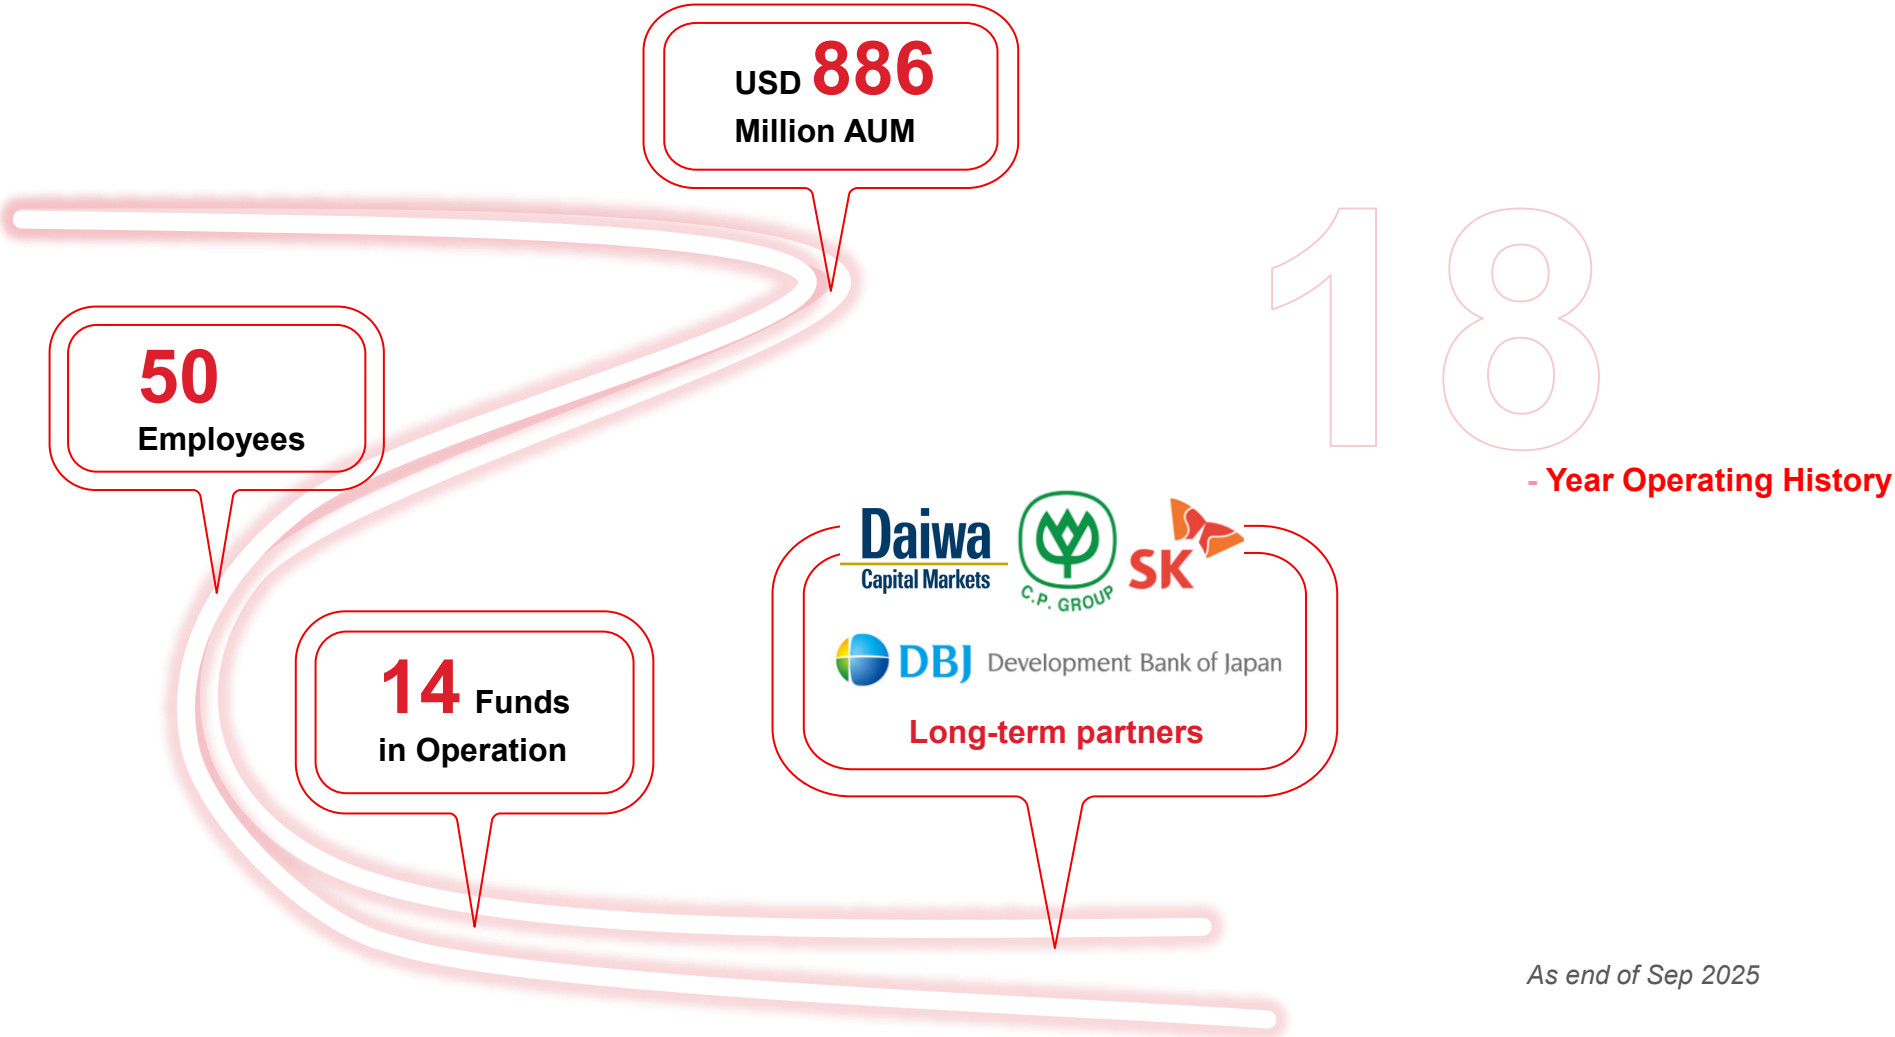 USD 886
Million AUM
18
- Year Operating History
50
Employees
Daiwa
Capital Markets
C.P. GROUP
SK
DBJ Development Bank of Japan
Long-term partners
14 Funds
in Operation
As end of Sep 2025